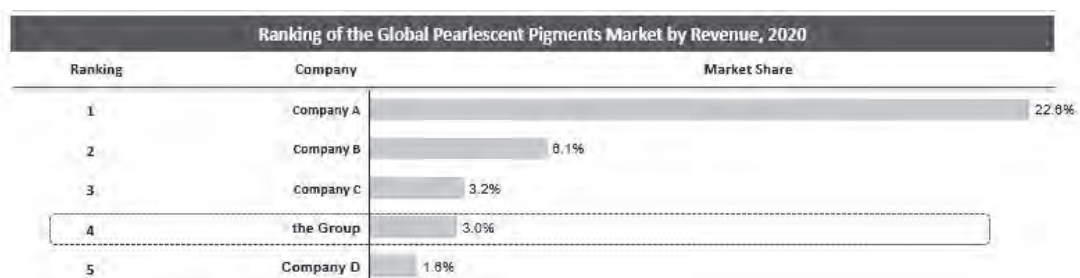 Ranking of the Global Pearlescent Pigments Market by Revenue, 2020
Ranking Company Market Share
1 Company A 22.6%
2 Company B 6.1%
3 Company C 3.2%
4 the Group 3.0%
5 Company D 1.6%